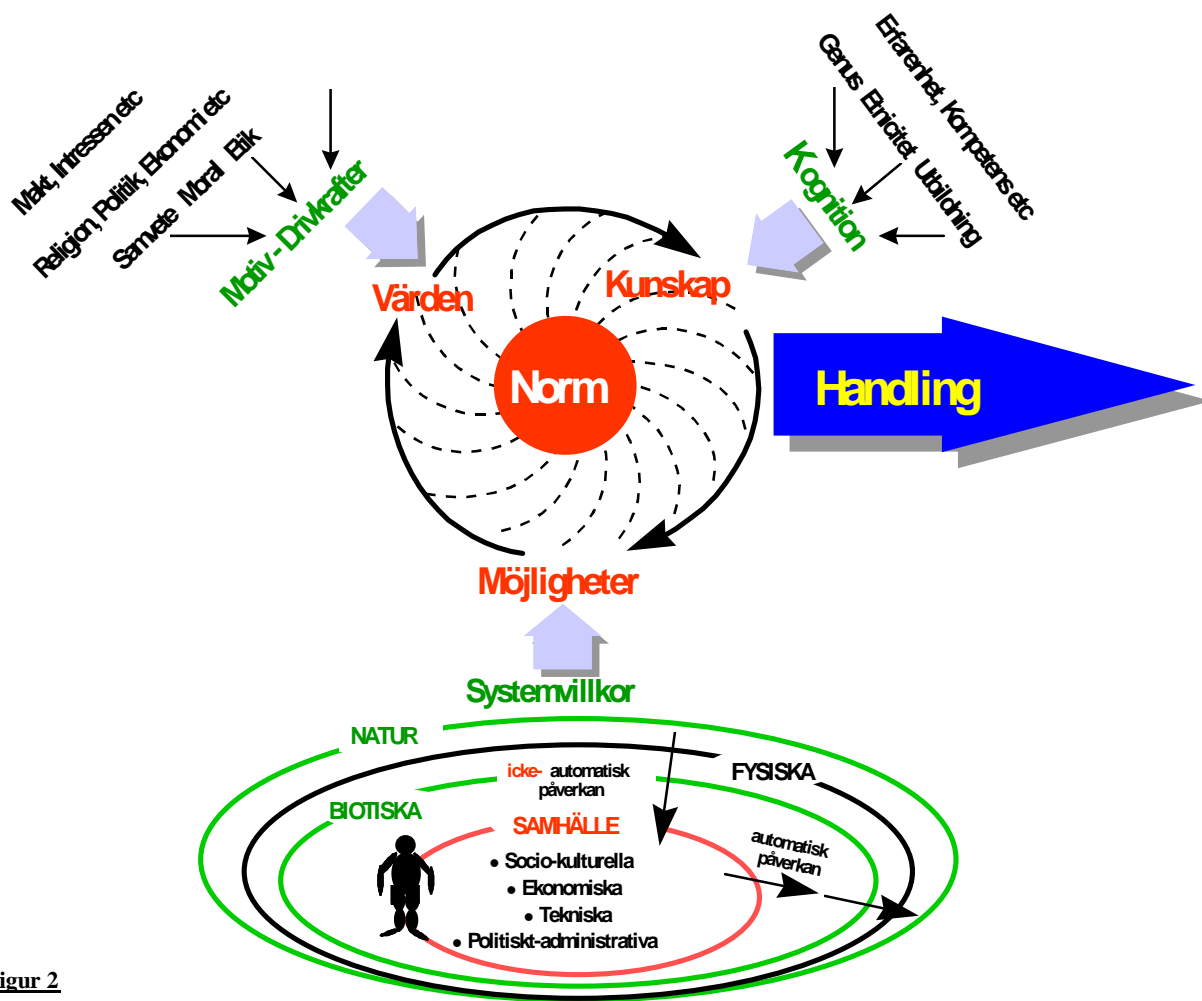 Makt, Intressen etc
Religion, Politik, Ekonomi etc
Samvete Moral Etik
Motiv - Drivkrafter
Erfarenhet, Kompetens etc
Genus Etnicitet Utbildning
Kognition
Värden
Kunskap
Norm
Handling
Möjligheter
Systemvillkor
NATUR
FYSISKA
icke- automatisk
påverkan
BIOTISKA
SAMHÄLLE
automatisk
påverkan
• Socio-kulturella
• Ekonomiska
• Tekniska
• Politiskt-administrativa
igur 2